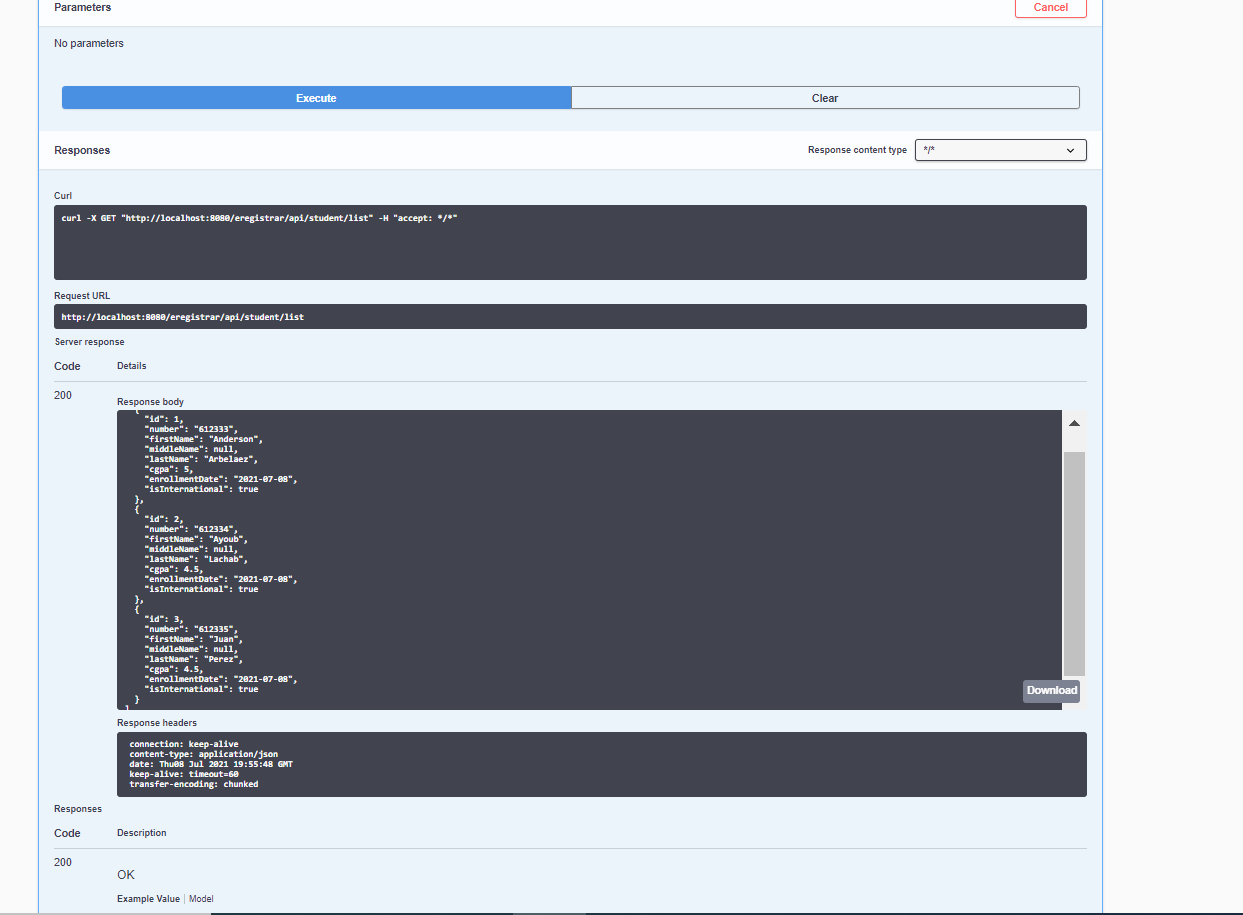 Parameters
Cancel
No parameters
Execute
Clear
Responses
Response content type
*/*
Curl
curl -X GET "http://localhost:8080/eregistrar/api/student/list" -H "accept: */*"
Request URL
http://localhost:8080/eregistrar/api/student/list
Server response
Code
Details
200
Response body
{
"id": 1,
"number": "612333",
"firstName": "Anderson",
"middleName": null,
"lastName": "Arbelaez",
"cgpa": 5,
"enrollmentDate": "2021-07-08",
"isInternational": true
},
{
"id": 2,
"number": "612334",
"firstName": "Ayoub",
"middleName": null,
"lastName": "Lachab",
"cgpa": 4.5,
"enrollmentDate": "2021-07-08",
"isInternational": true
},
{
"id": 3,
"number": "612335",
"firstName": "Juan",
"middleName": null,
"lastName": "Perez",
"cgpa": 4.5,
"enrollmentDate": "2021-07-08",
"isInternational": true
}
]
Download
Response headers
connection: keep-alive
content-type: application/json
date: Thu08 Jul 2021 19:55:48 GMT
keep-alive: timeout=60
transfer-encoding: chunked
Responses
Code
Description
200
OK
Example Value | Model